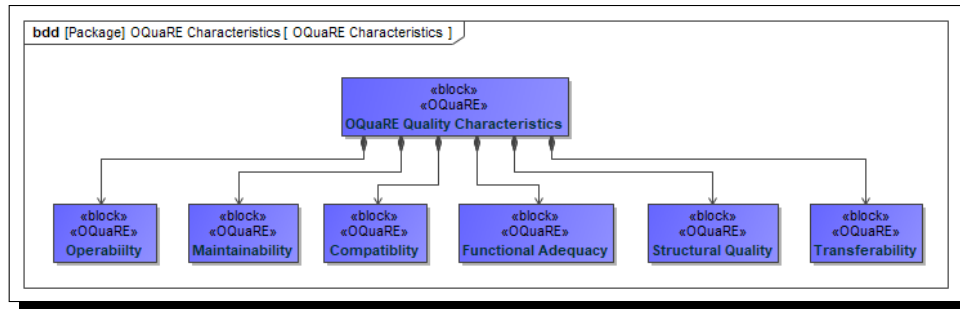 bdd [Package] OQuaRE Characteristics [ OQuaRE Characteristics ]
«block»
«OQuaRE»
OQuaRE Quality Characteristics
«block»
«OQuaRE»
Operabiilty
«block»
«OQuaRE»
Maintainability
«block»
«OQuaRE»
Compatiblity
«block»
«OQuaRE»
Functional Adequacy
«block»
«OQuaRE»
Structural Quality
«block»
«OQuaRE»
Transferability